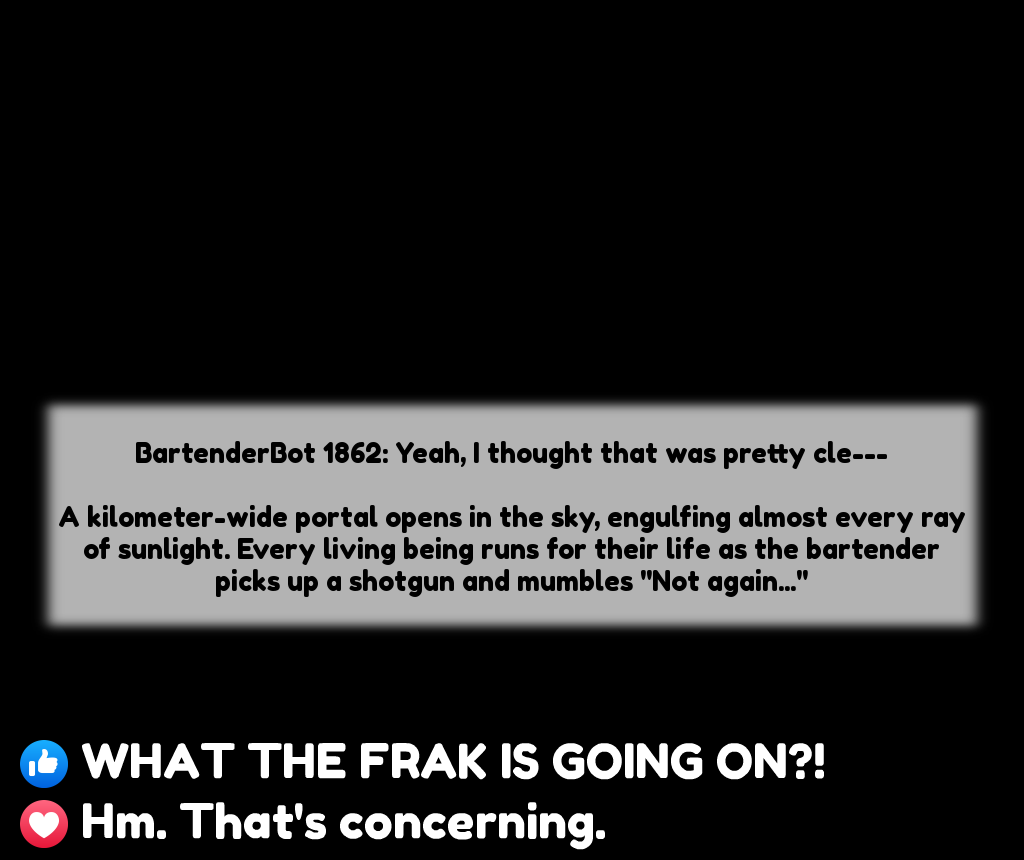 BartenderBot 1862: Yeah, I thought that was pretty cle---
A kilometer-wide portal opens in the sky, engulfing almost every ray
of sunlight. Every living being runs for their life as the bartender
picks up a shotgun and mumbles "Not again..."
WHAT THE FRAK IS GOING ON?!
Hm. That's concerning.